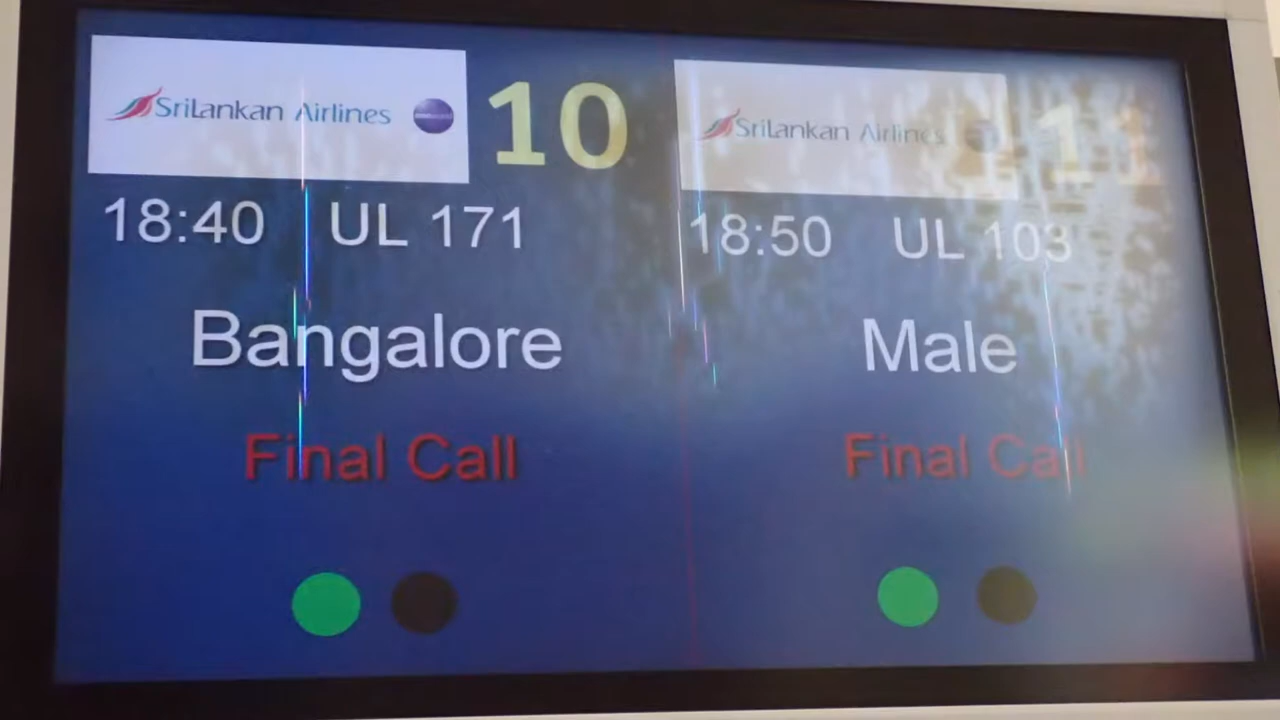 SriLankan Airlines
10
18:40 UL 171
Bangalore
Final Call
SriLankan Airlines
11
18:50 UL 103
Male
Final Call